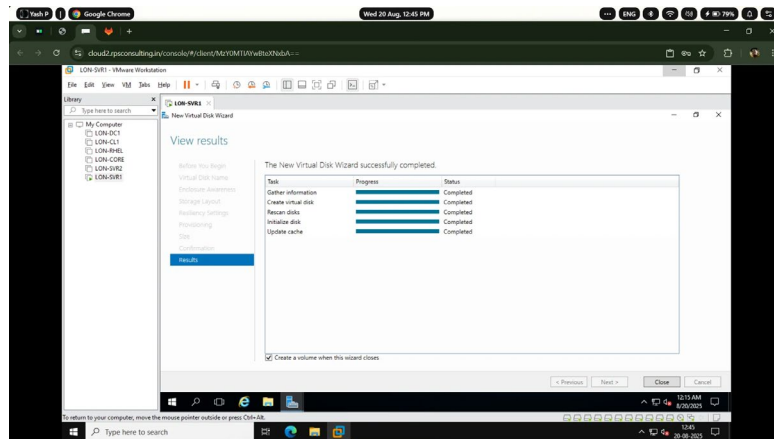 Yash P
Google Chrome
Wed 20 Aug, 12:45 PM
ENG
79%
cloud2.rpsconsulting.in/console/#/client/MzY0M1IAYwBteXNxbA==
LON-SVR1 - VMware Workstation
File Edit View VM Tabs Help
Library
Type here to search
My Computer
LON-DC1
LON-CL1
LON-RHEL
LON-CORE
LON-SVR2
LON-SVR1
LON-SVR1
New Virtual Disk Wizard
View results
Before You Begin
Virtual Disk Name
Enclosure Awareness
Storage Layout
Resiliency Settings
Provisioning
Size
Confirmation
Results
The New Virtual Disk Wizard successfully completed.
Task Progress Status
Gather information Completed
Create virtual disk Completed
Rescan disks Completed
Initialize disk Completed
Update cache Completed
Create a volume when this wizard closes
< Previous Next > Close Cancel
12:15 AM
8/20/2025
To return to your computer, move the mouse pointer outside or press Ctrl+Alt.
Type here to search
12:45
20-08-2025